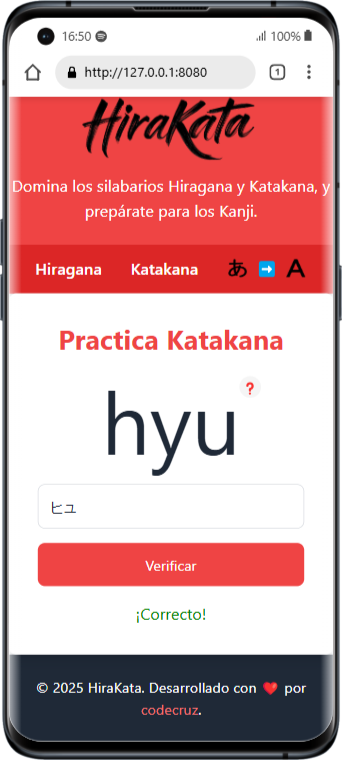 16:50 100%
http://127.0.0.1:8080 1
HiraKata
Domina los silabarios Hiragana y Katakana, y
prepárate para los Kanji.
Hiragana Katakana あ ➡️ A
Practica Katakana
?
hyu
ヒュ
Verificar
¡Correcto!
© 2025 HiraKata. Desarrollado con ❤️ por
codecruz.